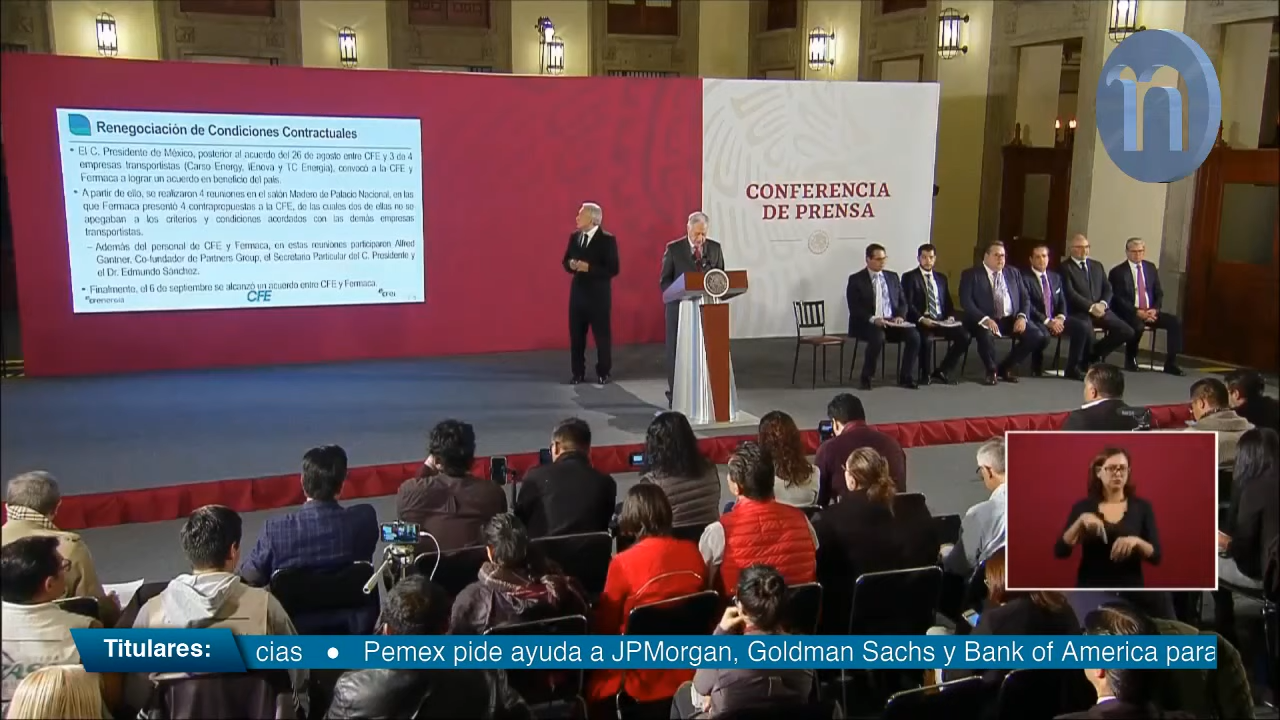 Renegociación de Condiciones Contractuales
• El C. Presidente de México, posterior al acuerdo del 26 de agosto entre CFE y 3 de 4
empresas transportistas (Carso Energy, IEnova y TC Energía), convocó a la CFE y
Fermaca a lograr un acuerdo en beneficio del país.
• A partir de ello, se realizaron 4 reuniones en el salón Madero de Palacio Nacional, en las
que Fermaca presentó 4 contrapropuestas a la CFE, de las cuales dos de ellas no se
apegaban a los criterios y condiciones acordados con las demás empresas
transportistas.
– Además del personal de CFE y Fermaca, en estas reuniones participaron Alfred
Gantner, Co-fundador de Partners Group, el Secretario Particular del C. Presidente y
el Dr. Edmundo Sánchez.
• Finalmente, el 6 de septiembre se alcanzó un acuerdo entre CFE y Fermaca.
CFE
CONFERENCIA
DE PRENSA
n
Titulares:
cias • Pemex pide ayuda a JPMorgan, Goldman Sachs y Bank of America para